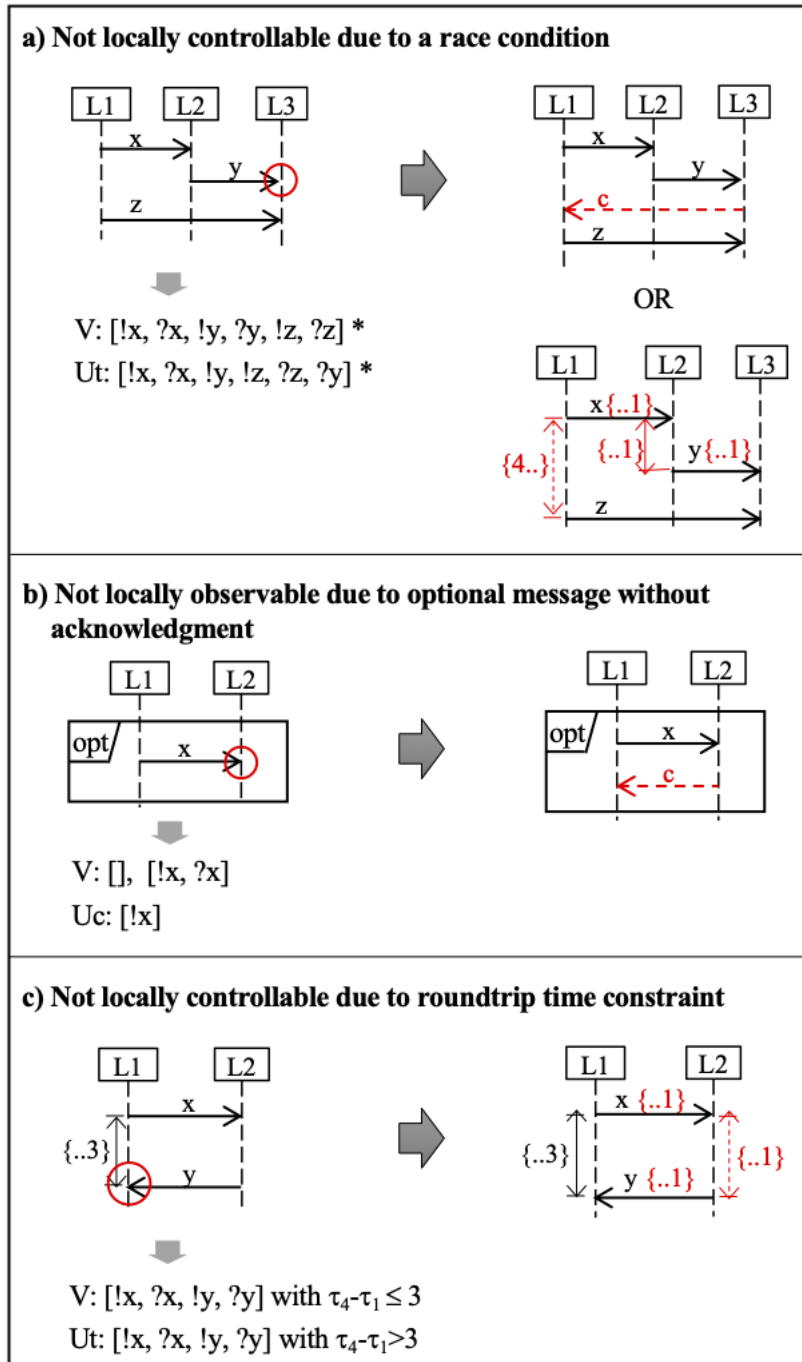 a) Not locally controllable due to a race condition
L1 L2 L3
x
y
z
V: [!x, ?x, !y, ?y, !z, ?z] *
Ut: [!x, ?x, !y, !z, ?z, ?y] *
L1 L2 L3
x
y
c
z
OR
L1 L2 L3
x{..1}
{4..} {..1} y{..1}
z
b) Not locally observable due to optional message without
acknowledgment
L1 L2
opt x
V: [], [!x, ?x]
Uc: [!x]
L1 L2
opt x
c
c) Not locally controllable due to roundtrip time constraint
L1 L2
x
{..3}
y
V: [!x, ?x, !y, ?y] with τ4-τ1 ≤ 3
Ut: [!x, ?x, !y, ?y] with τ4-τ1>3
L1 L2
x {..1}
{..3} {..1}
y {..1}